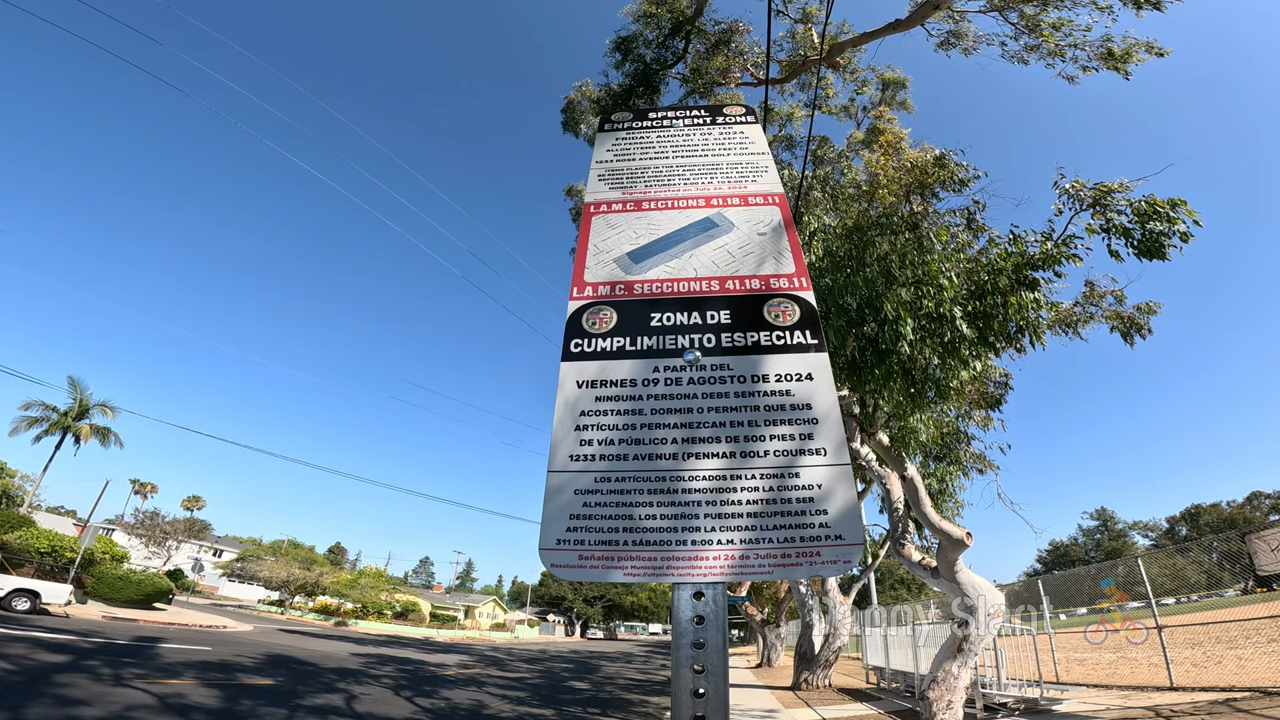 SPECIAL
ENFORCEMENT ZONE
BEGINNING ON AND AFTER
FRIDAY, AUGUST 09, 2024
NO PERSON SHALL SIT, LIE, SLEEP OR
ALLOW ITEMS TO REMAIN IN THE PUBLIC
RIGHT-OF-WAY WITHIN 500 FEET OF
1233 ROSE AVENUE (PENMAR GOLF COURSE)
ITEMS PLACED IN THE ENFORCEMENT ZONE WILL
BE REMOVED BY THE CITY AND STORED FOR 90 DAYS
BEFORE BEING DISCARDED. OWNERS MAY RETRIEVE
ITEMS COLLECTED BY THE CITY BY CALLING 311
MONDAY - SATURDAY 8:00 A.M. TO 5:00 P.M.
Signage posted on July 26, 2024
L.A.M.C. SECTIONS 41.18; 56.11
L.A.M.C. SECCIONES 41.18; 56.11
ZONA DE
CUMPLIMIENTO ESPECIAL
A PARTIR DEL
VIERNES 09 DE AGOSTO DE 2024
NINGUNA PERSONA DEBE SENTARSE,
ACOSTARSE, DORMIR O PERMITIR QUE SUS
ARTÍCULOS PERMANEZCAN EN EL DERECHO
DE VÍA PÚBLICO A MENOS DE 500 PIES DE
1233 ROSE AVENUE (PENMAR GOLF COURSE)
LOS ARTÍCULOS COLOCADOS EN LA ZONA DE
CUMPLIMIENTO SERÁN REMOVIDOS POR LA CIUDAD Y
ALMACENADOS DURANTE 90 DÍAS ANTES DE SER
DESECHADOS. LOS DUEÑOS PUEDEN RECUPERAR LOS
ARTÍCULOS RECOGIDOS POR LA CIUDAD LLAMANDO AL
311 DE LUNES A SÁBADO DE 8:00 A.M. HASTA LAS 5:00 P.M.
Señales públicas colocadas el 26 de Julio de 2024
Resolución del Consejo Municipal disponible con el término de búsqueda "21-4118" en
https://cityclerk.lacity.org/lacityclerkconnect/
Danny Slant